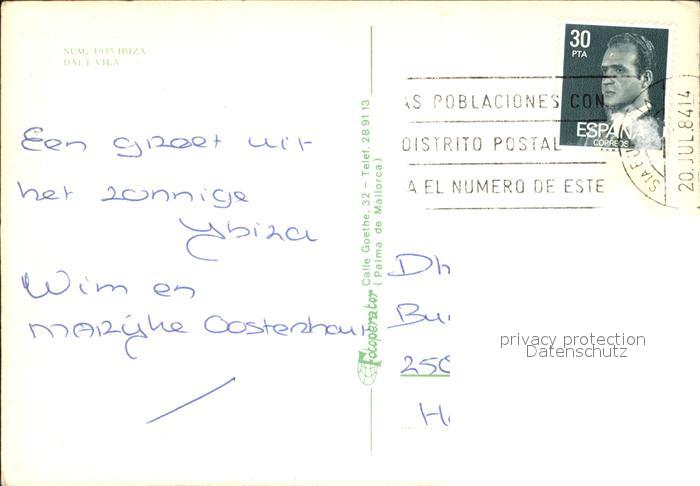 NUM. 1935 IBIZA
DALT VILA
Een groet uit
het zonnige
Ybiza
Wim en
Marijke Oosterhout
Fotoperator Calle Goethe, 32 - Telef. 28 91 13
(Palma de Mallorca)
30
PTA
ESPAÑA
CORREOS
AS POBLACIONES CON
DISTRITO POSTAL
A EL NUMERO DE ESTE
20 JUL 84 14
Dh
Bu
250
H
privacy protection
Datenschutz